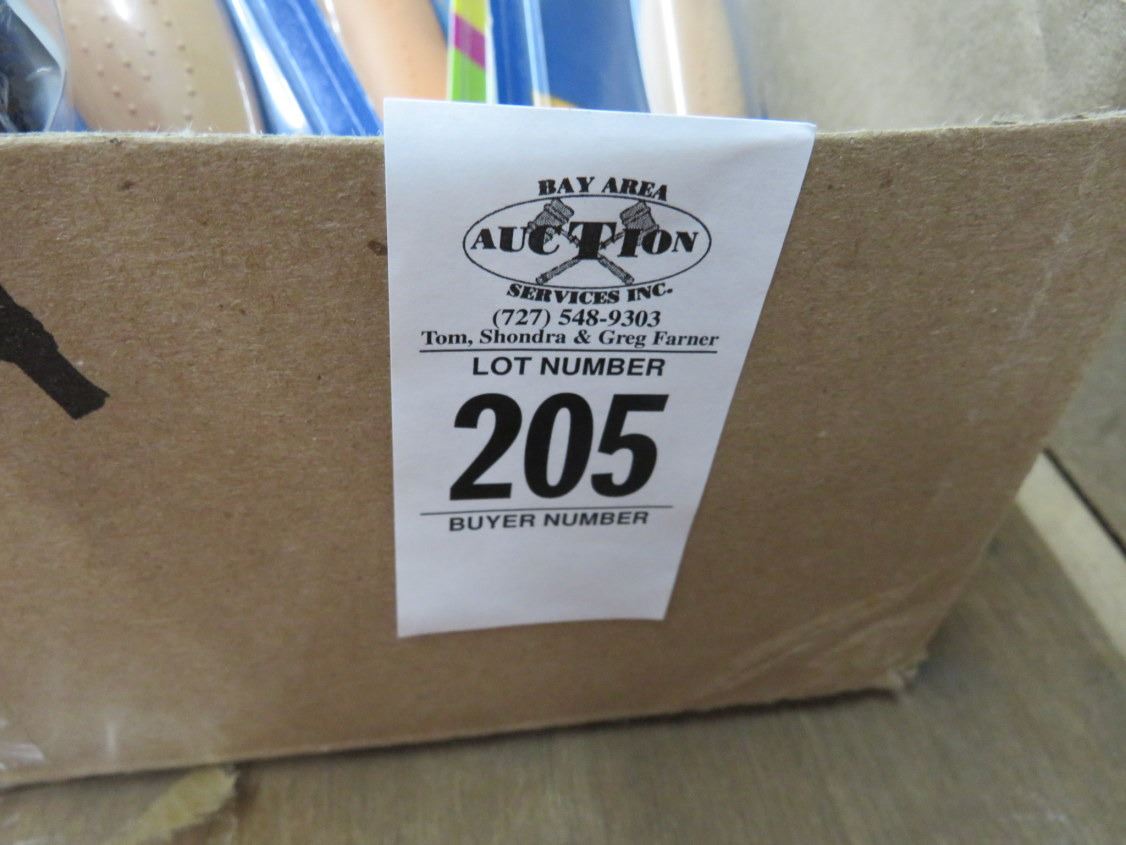 BAY AREA
AUCTION
SERVICES INC.
(727) 548-9303
Tom, Shondra & Greg Farner
LOT NUMBER
205
BUYER NUMBER